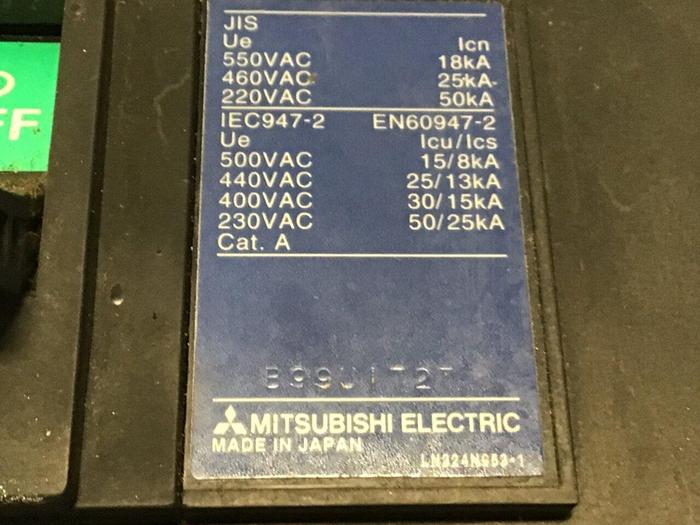 JIS
Ue Icn
550VAC 18kA
460VAC 25kA
220VAC 50kA
IEC947-2 EN60947-2
Ue Icu/Ics
500VAC 15/8kA
440VAC 25/13kA
400VAC 30/15kA
230VAC 50/25kA
Cat. A
MITSUBISHI ELECTRIC
MADE IN JAPAN